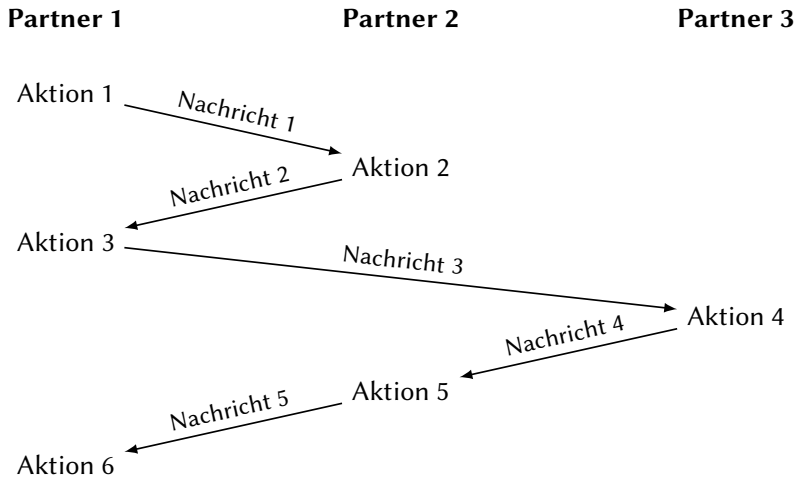 Partner 1 Partner 2 Partner 3
Aktion 1
Nachricht 1
Aktion 2
Nachricht 2
Aktion 3
Nachricht 3
Aktion 4
Nachricht 4
Aktion 5
Nachricht 5
Aktion 6